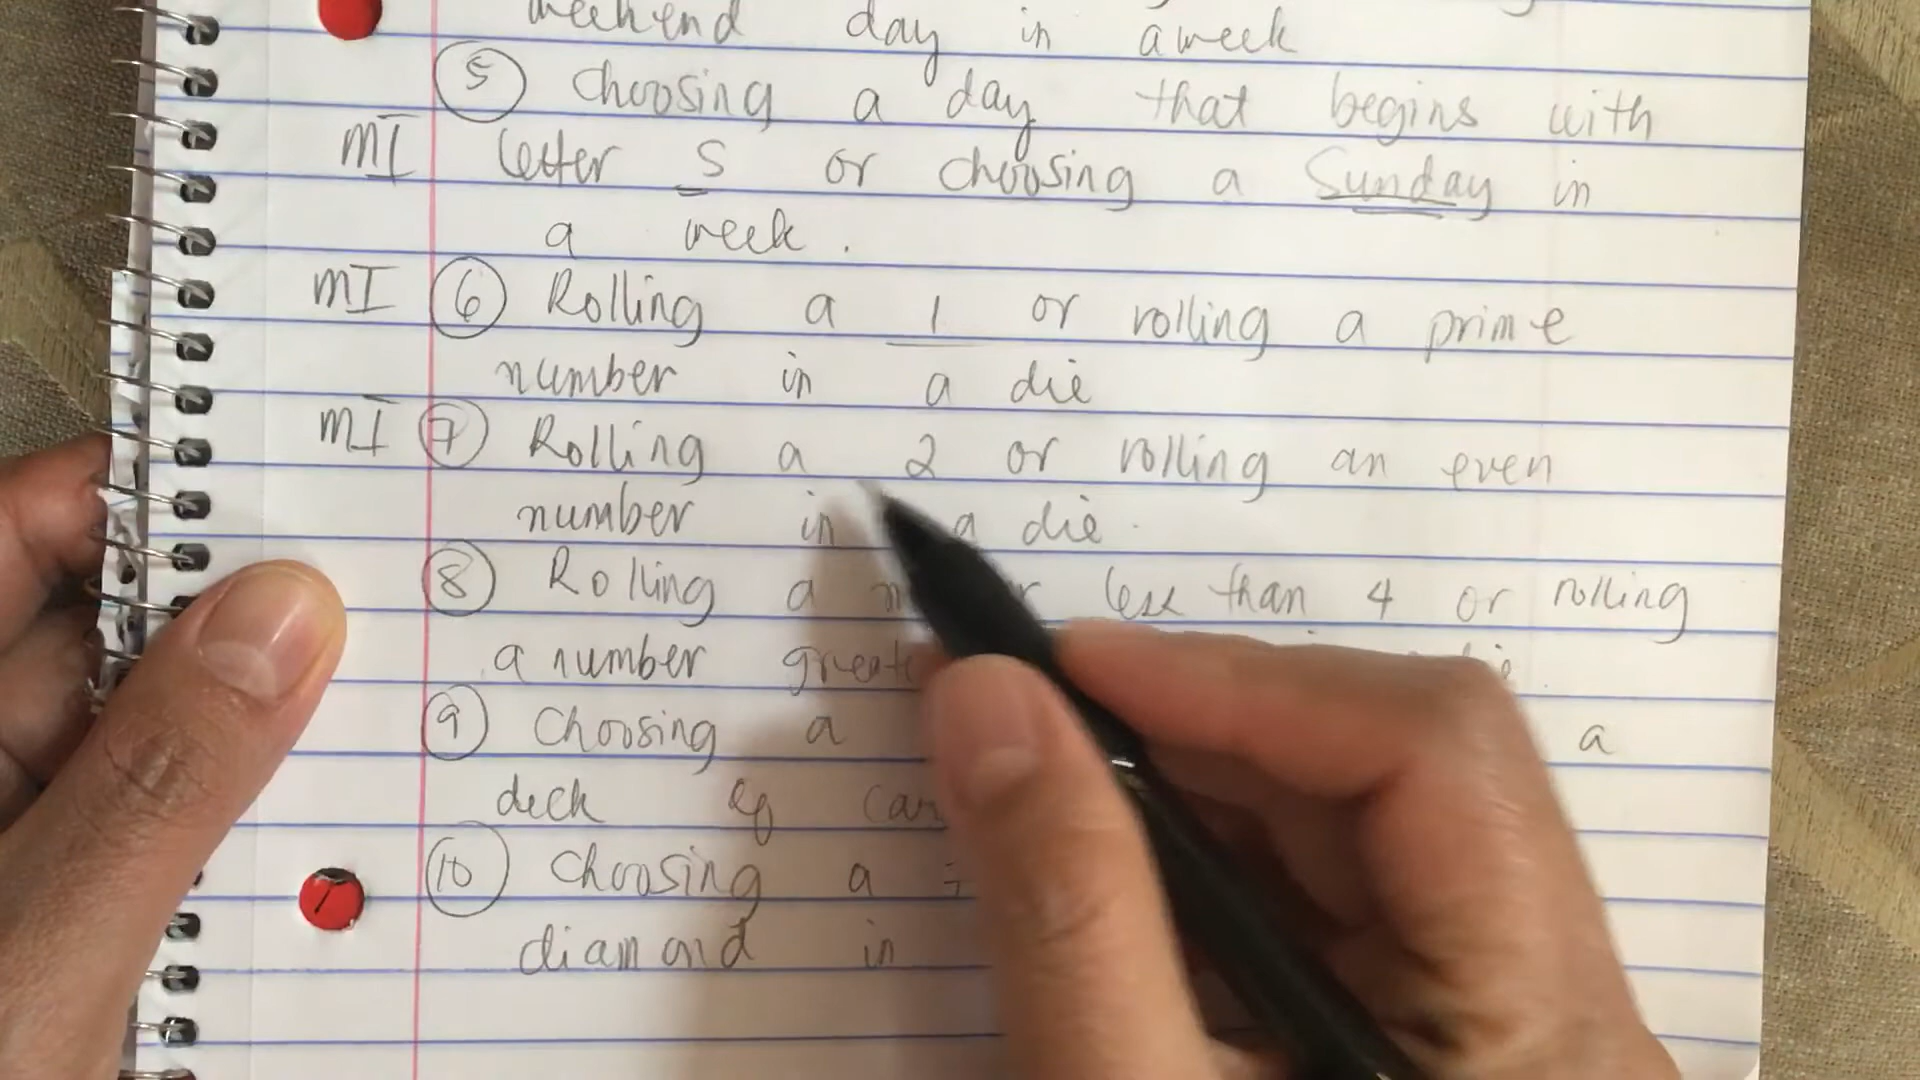 weekend day in a week
5 Choosing a day that begins with
MI letter S or choosing a Sunday in
a week.
MI 6 Rolling a 1 or rolling a prime
number in a die
MI 7 Rolling a 2 or rolling an even
number in a die.
8 Rolling a less than 4 or rolling
a number
9 Choosing a a
deck of
10 Choosing a
diamond in